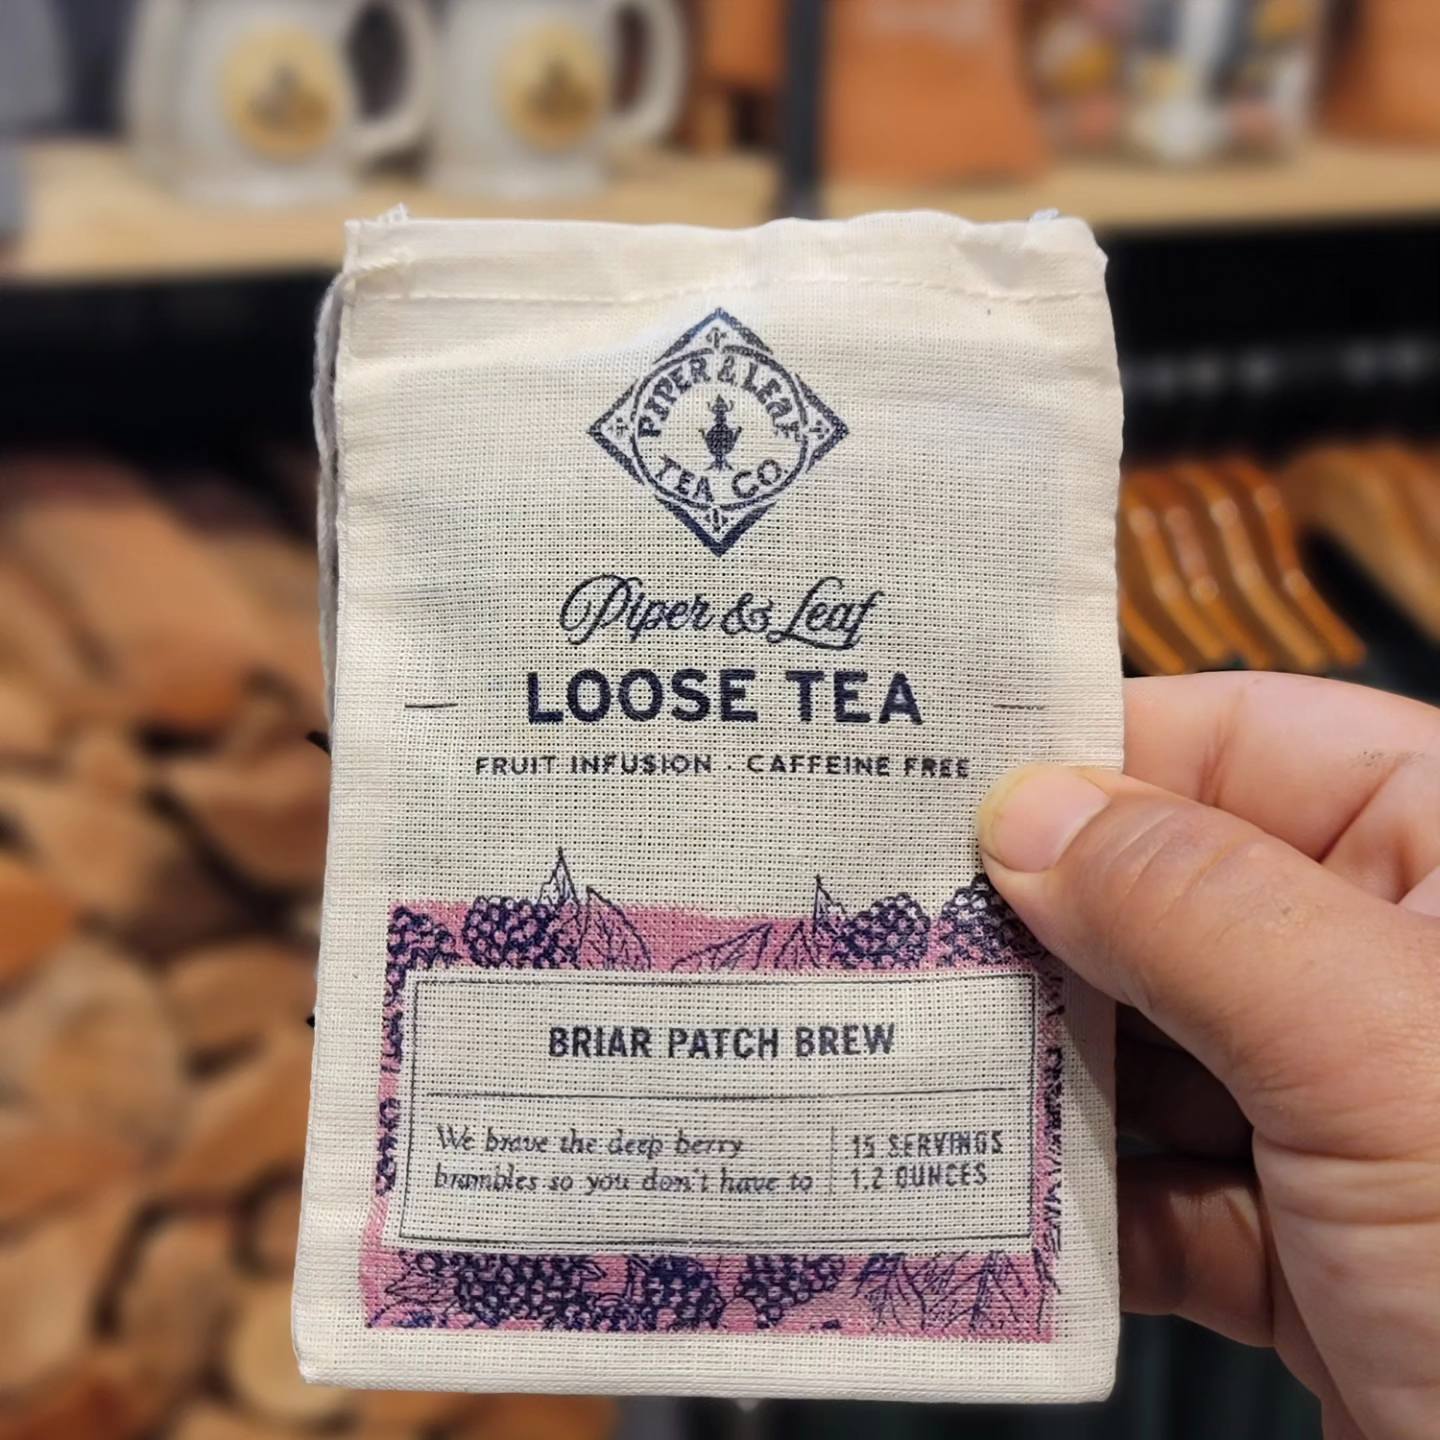 PIPER & LEAF
TEA CO.
Piper & Leaf
LOOSE TEA
FRUIT INFUSION · CAFFEINE FREE
BRIAR PATCH BREW
We brave the deep berry
brambles so you don't have to
15 SERVINGS
1.2 OUNCES